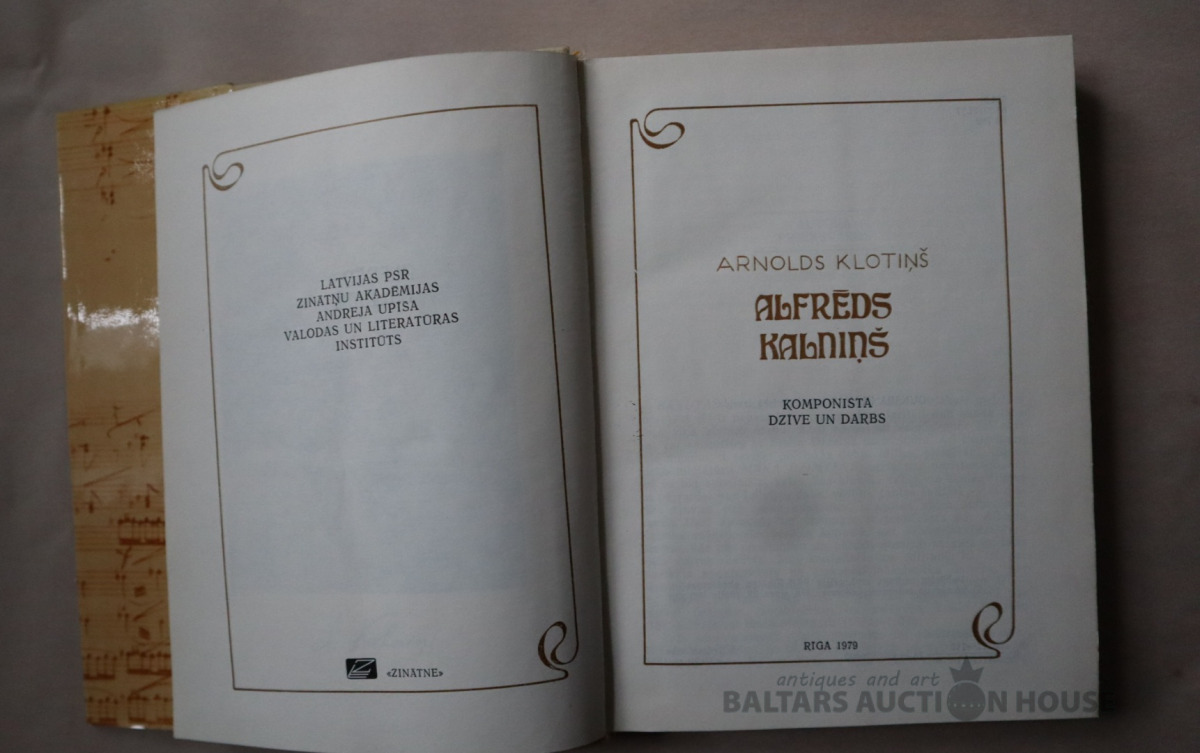 LATVIJAS PSR
ZINĀTŅU AKADĒMIJAS
ANDREJA UPĪSA
VALODAS UN LITERATŪRAS
INSTITŪTS
«ZINĀTNE»
ARNOLDS KLOTIŅŠ
ALFRĒDS
KALNIŅŠ
KOMPONISTA
DZĪVE UN DARBS
RĪGA 1979
antiques and art
BALTARS AUCTION HOUSE